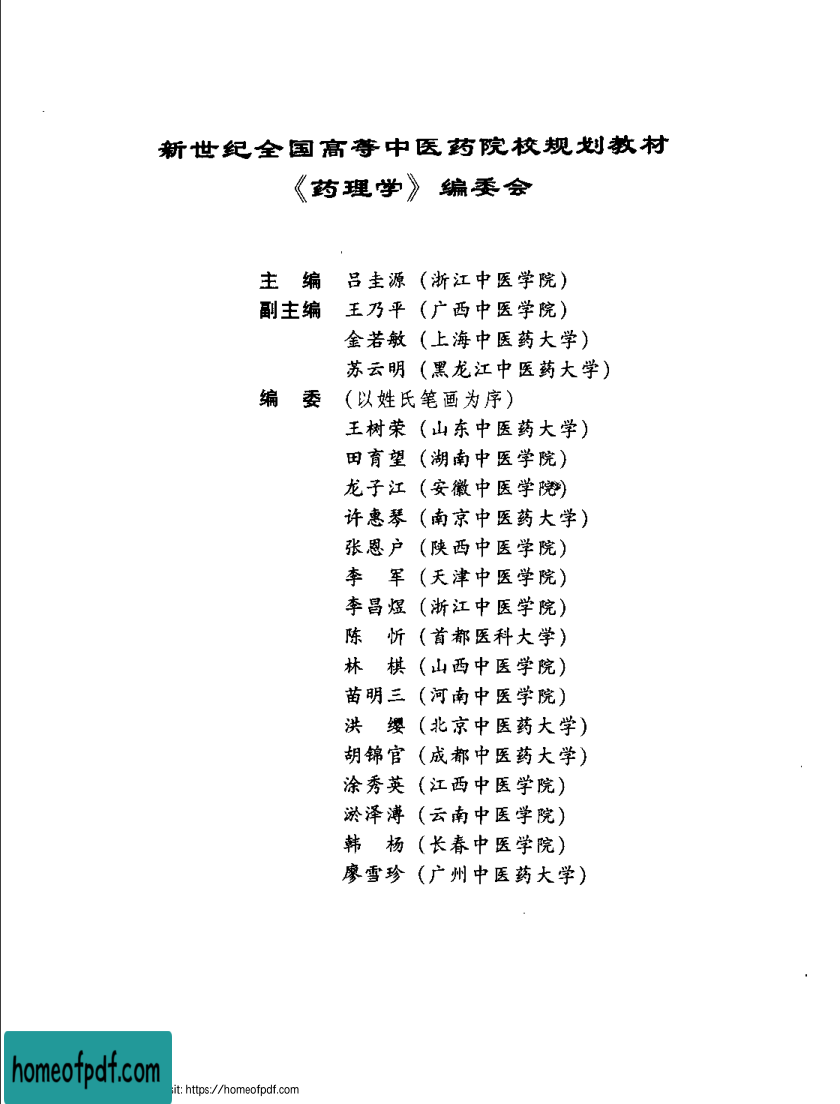 新世纪全国高等中医药院校规划教材
《药理学》编委会
主 编 吕圭源（浙江中医学院）
副主编 王乃平（广西中医学院）
金若敏（上海中医药大学）
苏云明（黑龙江中医药大学）
编 委 （以姓氏笔画为序）
王树荣（山东中医药大学）
田育望（湖南中医学院）
龙子江（安徽中医学院）
许惠琴（南京中医药大学）
张恩户（陕西中医学院）
李 军（天津中医学院）
李昌煜（浙江中医学院）
陈 忻（首都医科大学）
林 棋（山西中医学院）
苗明三（河南中医学院）
洪 缨（北京中医药大学）
胡锦官（成都中医药大学）
涂秀英（江西中医学院）
淤泽溥（云南中医学院）
韩 杨（长春中医学院）
廖雪珍（广州中医药大学）
homeofpdf.com
sit: https://homeofpdf.com